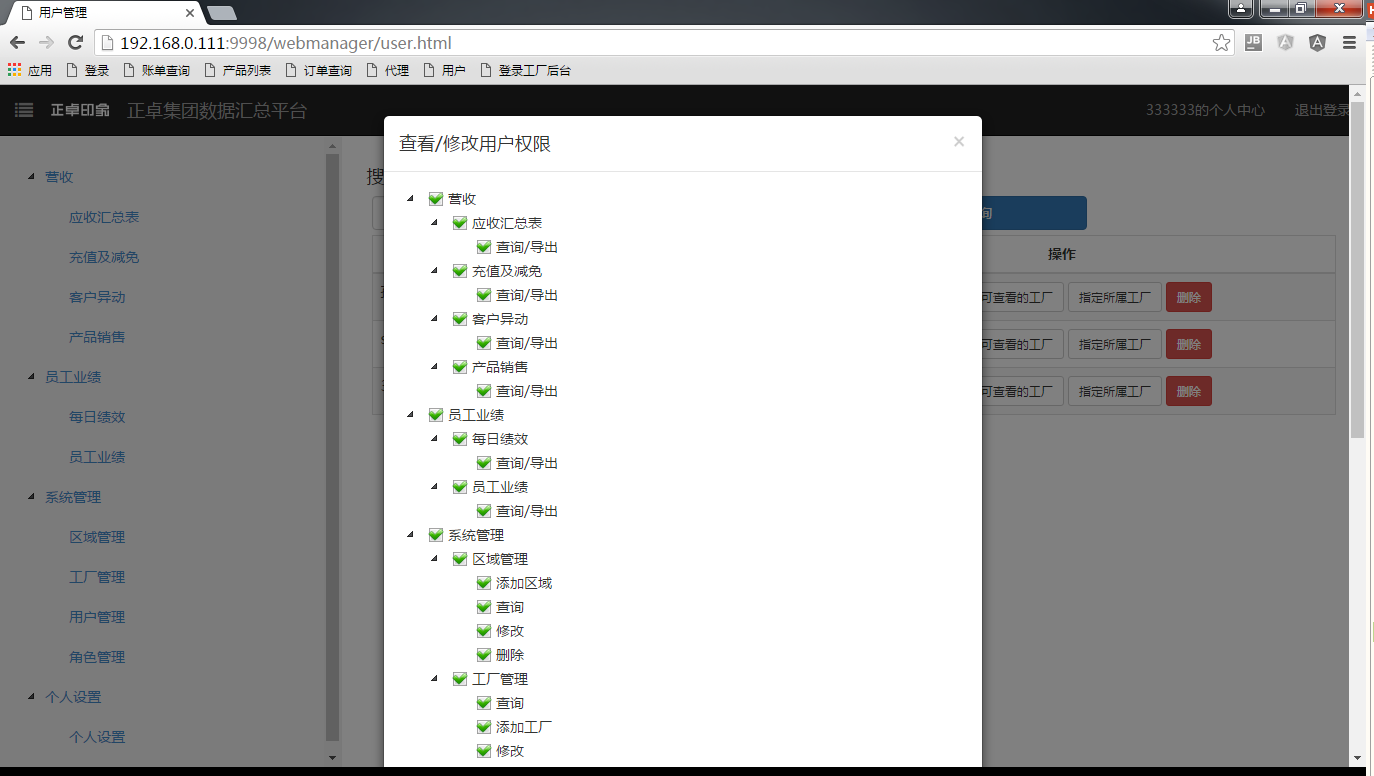 用户管理
192.168.0.111:9998/webmanager/user.html
应用 登录 账单查询 产品列表 订单查询 代理 用户 登录工厂后台
正卓印象 正卓集团数据汇总平台 333333的个人中心 退出登录
营收
应收汇总表
充值及减免
客户异动
产品销售
员工业绩
每日绩效
员工业绩
系统管理
区域管理
工厂管理
用户管理
角色管理
个人设置
个人设置
搜
询
操作
可查看的工厂 指定所属工厂 删除
可查看的工厂 指定所属工厂 删除
可查看的工厂 指定所属工厂 删除
查看/修改用户权限 ×
营收
应收汇总表
查询/导出
充值及减免
查询/导出
客户异动
查询/导出
产品销售
查询/导出
员工业绩
每日绩效
查询/导出
员工业绩
查询/导出
系统管理
区域管理
添加区域
查询
修改
删除
工厂管理
查询
添加工厂
修改